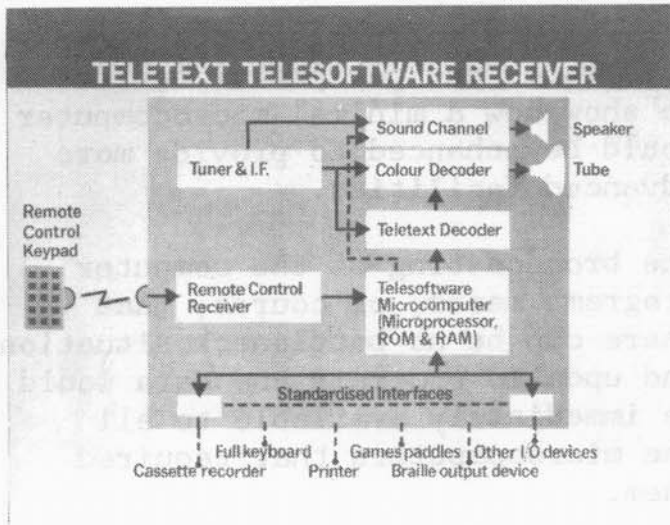 TELETEXT TELESOFTWARE RECEIVER
Sound Channel
Speaker
Tuner & I.F.
Colour Decoder
Tube
Teletext Decoder
Remote
Control
Keypad
Remote Control
Receiver
Telesoftware
Microcomputer
(Microprocessor,
ROM & RAM)
Standardised Interfaces
Full keyboard
Games paddles
Other I/O devices
Cassette recorder
Printer
Braille output device